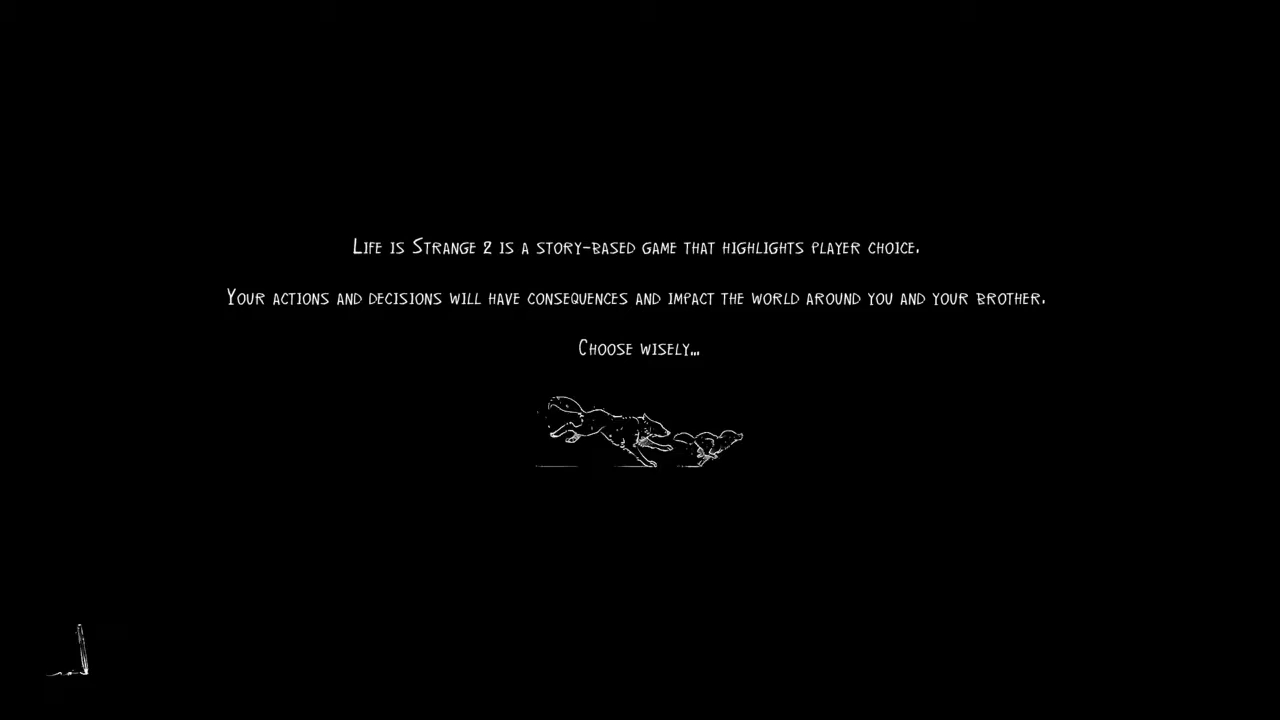 Life is Strange 2 is a story-based game that highlights player choice.
Your actions and decisions will have consequences and impact the world around you and your brother.
Choose wisely...